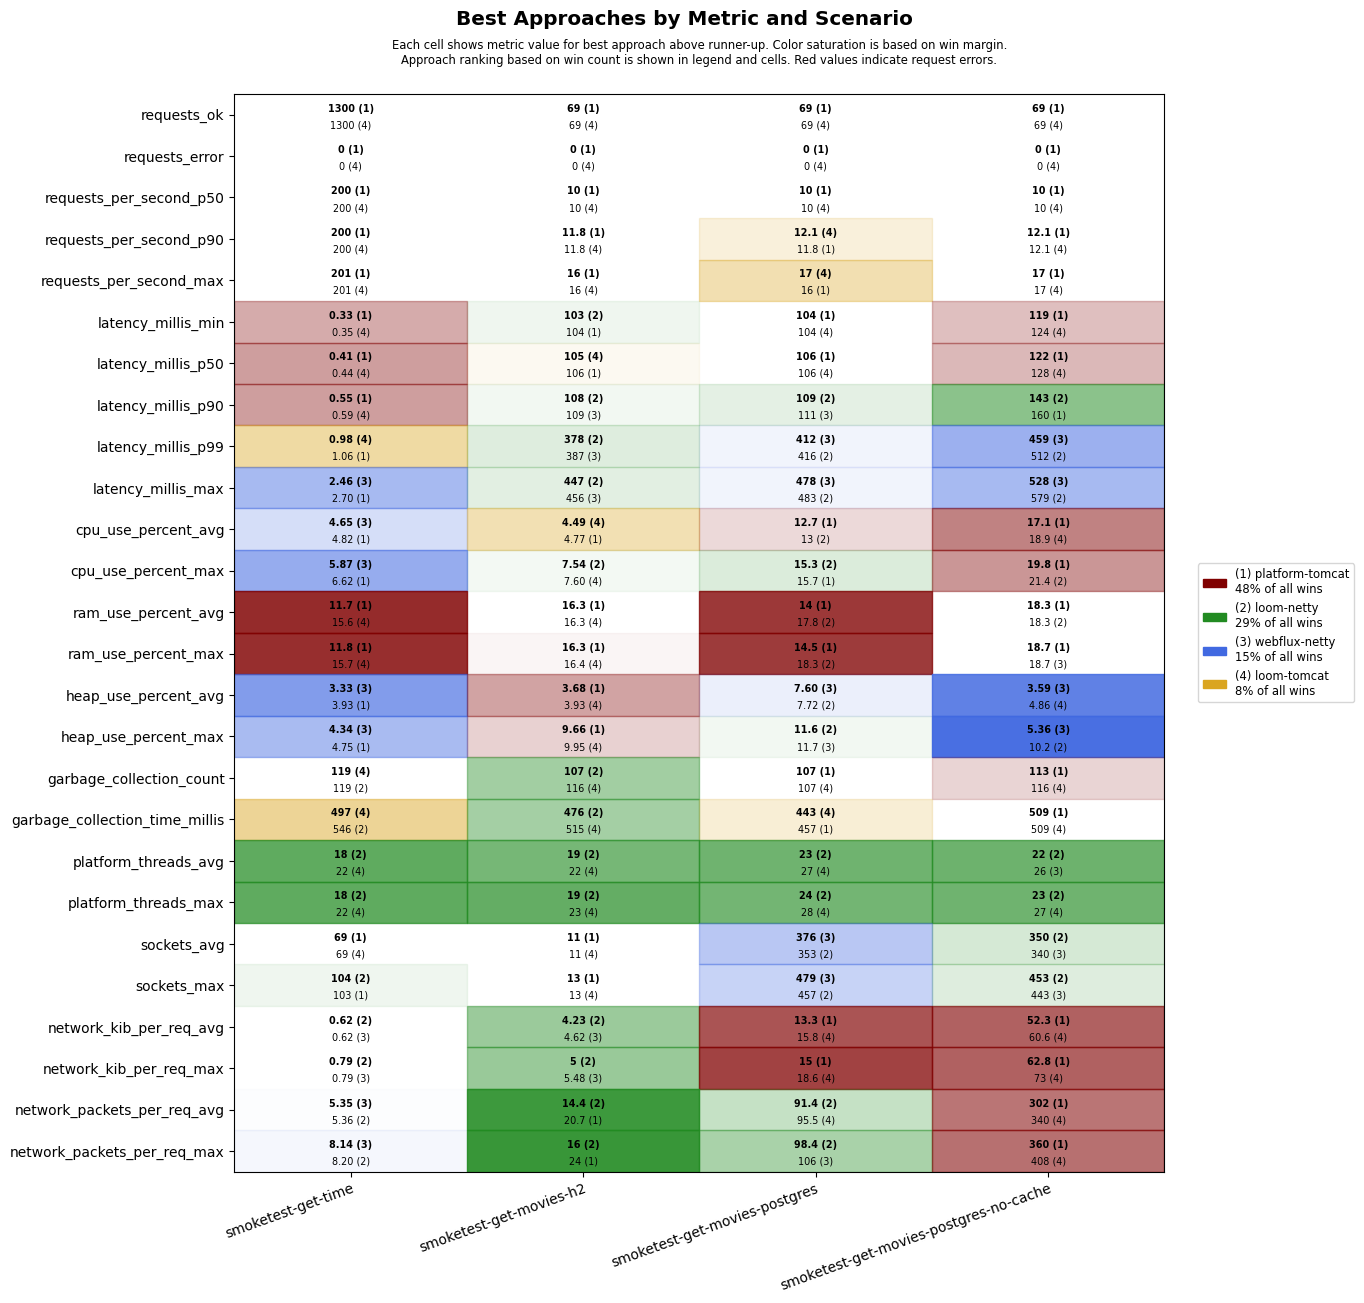 Best Approaches by Metric and Scenario
Each cell shows metric value for best approach above runner-up. Color saturation is based on win margin.
Approach ranking based on win count is shown in legend and cells. Red values indicate request errors.
requests_ok
1300 (1) 69 (1) 69 (1) 69 (1)
1300 (4) 69 (4) 69 (4) 69 (4)
requests_error
0 (1) 0 (1) 0 (1) 0 (1)
0 (4) 0 (4) 0 (4) 0 (4)
requests_per_second_p50
200 (1) 10 (1) 10 (1) 10 (1)
200 (4) 10 (4) 10 (4) 10 (4)
requests_per_second_p90
200 (1) 11.8 (1) 12.1 (4) 12.1 (1)
200 (4) 11.8 (4) 11.8 (1) 12.1 (4)
requests_per_second_max
201 (1) 16 (1) 17 (4) 17 (1)
201 (4) 16 (4) 16 (1) 17 (4)
latency_millis_min
0.33 (1) 103 (2) 104 (1) 119 (1)
0.35 (4) 104 (1) 104 (4) 124 (4)
latency_millis_p50
0.41 (1) 105 (4) 106 (1) 122 (1)
0.44 (4) 106 (1) 106 (4) 128 (4)
latency_millis_p90
0.55 (1) 108 (2) 109 (2) 143 (2)
0.59 (4) 109 (3) 111 (3) 160 (1)
latency_millis_p99
0.98 (4) 378 (2) 412 (3) 459 (3)
1.06 (1) 387 (3) 416 (2) 512 (2)
latency_millis_max
2.46 (3) 447 (2) 478 (3) 528 (3)
2.70 (1) 456 (3) 483 (2) 579 (2)
cpu_use_percent_avg
4.65 (3) 4.49 (4) 12.7 (1) 17.1 (1)
4.82 (1) 4.77 (1) 13 (2) 18.9 (4)
cpu_use_percent_max
5.87 (3) 7.54 (2) 15.3 (2) 19.8 (1)
6.62 (1) 7.60 (4) 15.7 (1) 21.4 (2)
ram_use_percent_avg
11.7 (1) 16.3 (1) 14 (1) 18.3 (1)
15.6 (4) 16.3 (4) 17.8 (2) 18.3 (2)
ram_use_percent_max
11.8 (1) 16.3 (1) 14.5 (1) 18.7 (1)
15.7 (4) 16.4 (4) 18.3 (2) 18.7 (3)
heap_use_percent_avg
3.33 (3) 3.68 (1) 7.60 (3) 3.59 (3)
3.93 (1) 3.93 (4) 7.72 (2) 4.86 (4)
heap_use_percent_max
4.34 (3) 9.66 (1) 11.6 (2) 5.36 (3)
4.75 (1) 9.95 (4) 11.7 (3) 10.2 (2)
garbage_collection_count
119 (4) 107 (2) 107 (1) 113 (1)
119 (2) 116 (4) 107 (4) 116 (4)
garbage_collection_time_millis
497 (4) 476 (2) 443 (4) 509 (1)
546 (2) 515 (4) 457 (1) 509 (4)
platform_threads_avg
18 (2) 19 (2) 23 (2) 22 (2)
22 (4) 22 (4) 27 (4) 26 (3)
platform_threads_max
18 (2) 19 (2) 24 (2) 23 (2)
22 (4) 23 (4) 28 (4) 27 (4)
sockets_avg
69 (1) 11 (1) 376 (3) 350 (2)
69 (4) 11 (4) 353 (2) 340 (3)
sockets_max
104 (2) 13 (1) 479 (3) 453 (2)
103 (1) 13 (4) 457 (2) 443 (3)
network_kib_per_req_avg
0.62 (2) 4.23 (2) 13.3 (1) 52.3 (1)
0.62 (3) 4.62 (3) 15.8 (4) 60.6 (4)
network_kib_per_req_max
0.79 (2) 5 (2) 15 (1) 62.8 (1)
0.79 (3) 5.48 (3) 18.6 (4) 73 (4)
network_packets_per_req_avg
5.35 (3) 14.4 (2) 91.4 (2) 302 (1)
5.36 (2) 20.7 (1) 95.5 (4) 340 (4)
network_packets_per_req_max
8.14 (3) 16 (2) 98.4 (2) 360 (1)
8.20 (2) 24 (1) 106 (3) 408 (4)
smoketest-get-time
smoketest-get-movies-h2
smoketest-get-movies-postgres
smoketest-get-movies-postgres-no-cache
(1) platform-tomcat
48% of all wins
(2) loom-netty
29% of all wins
(3) webflux-netty
15% of all wins
(4) loom-tomcat
8% of all wins